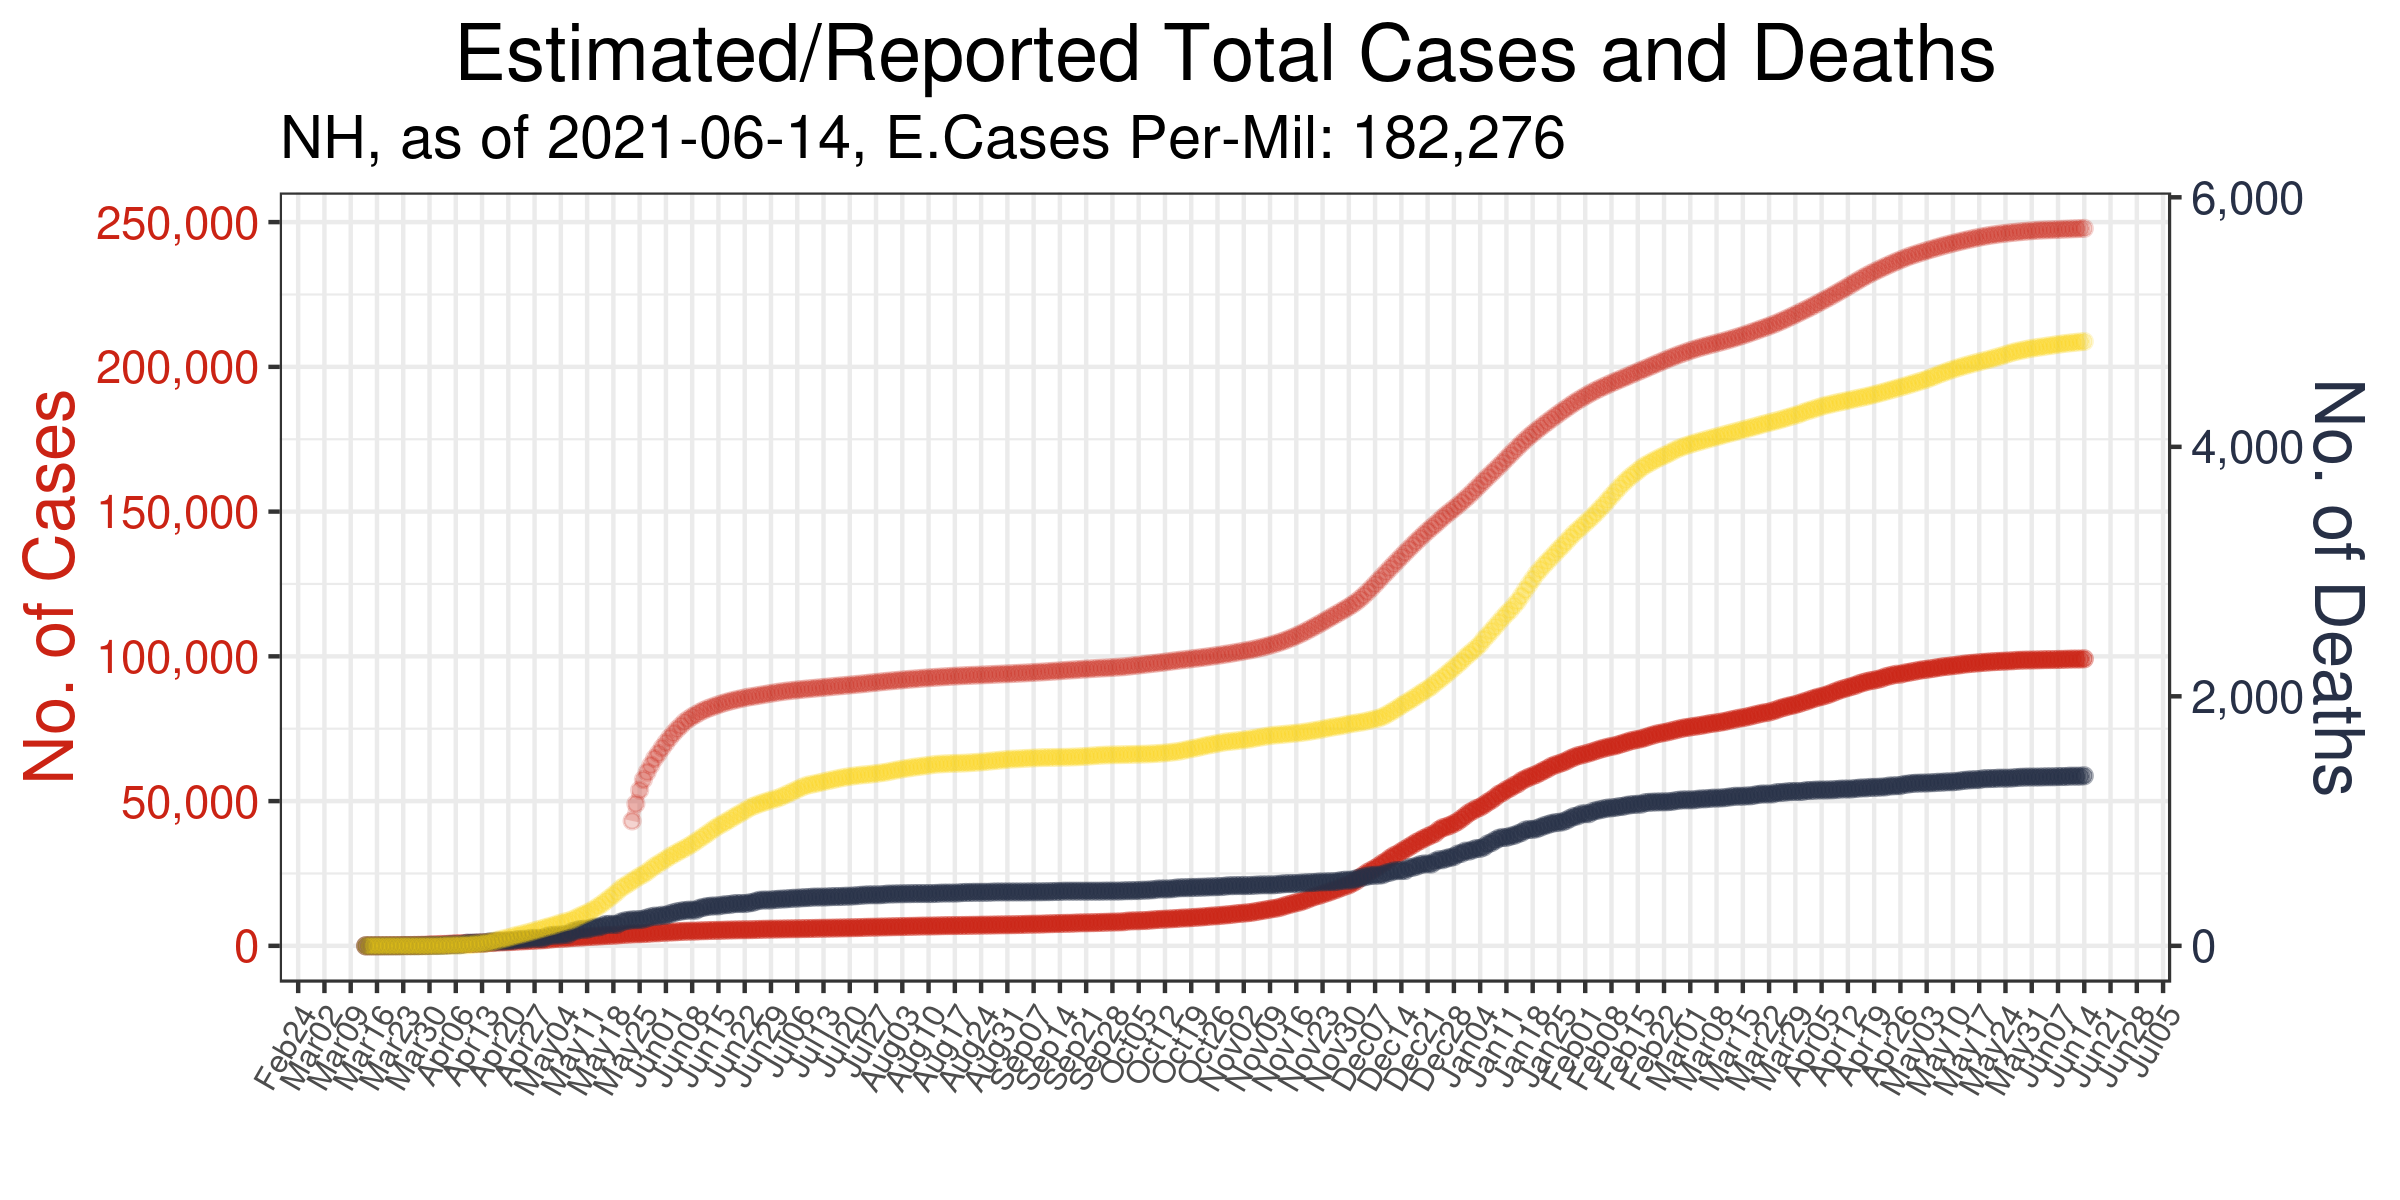 Estimated/Reported Total Cases and Deaths
NH, as of 2021-06-14, E.Cases Per-Mil: 182,276
No. of Cases
250,000
200,000
150,000
100,000
50,000
0
6,000
4,000
2,000
0
No. of Deaths
Feb24
Mar02
Mar09
Mar16
Mar23
Mar30
Apr06
Apr13
Apr20
Apr27
May04
May11
May18
May25
Jun01
Jun08
Jun15
Jun22
Jun29
Jul06
Jul13
Jul20
Jul27
Aug03
Aug10
Aug17
Aug24
Aug31
Sep07
Sep14
Sep21
Sep28
Oct05
Oct12
Oct19
Oct26
Nov02
Nov09
Nov16
Nov23
Nov30
Dec07
Dec14
Dec21
Dec28
Jan04
Jan11
Jan18
Jan25
Feb01
Feb08
Feb15
Feb22
Mar01
Mar08
Mar15
Mar22
Mar29
Apr05
Apr12
Apr19
Apr26
May03
May10
May17
May24
May31
Jun07
Jun14
Jun21
Jun28
Jul05